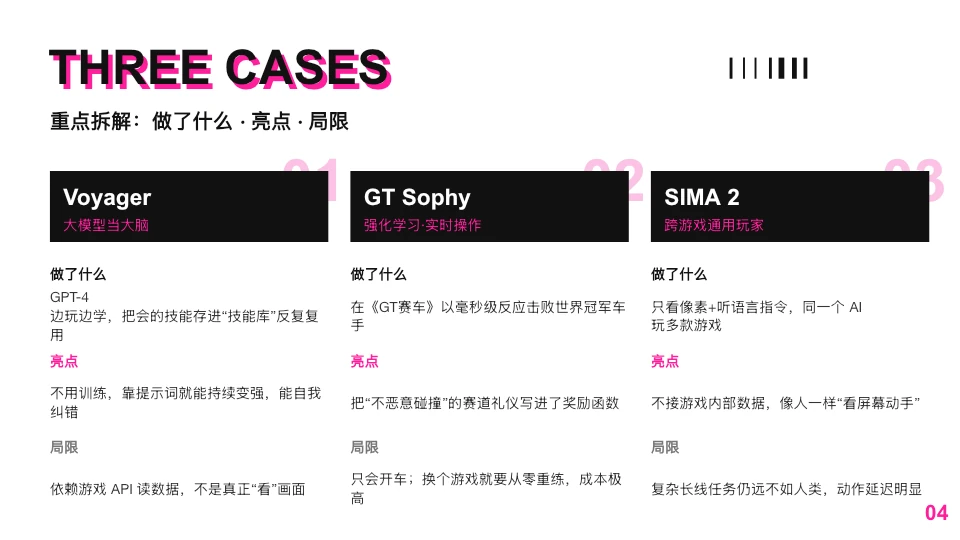 THREE CASES
重点拆解：做了什么 · 亮点 · 局限
01
Voyager
大模型当大脑
做了什么
GPT-4
边玩边学，把会的技能存进“技能库”反复复
用
亮点
不用训练，靠提示词就能持续变强，能自我
纠错
局限
依赖游戏 API 读数据，不是真正“看”画面
02
GT Sophy
强化学习·实时操作
做了什么
在《GT赛车》以毫秒级反应击败世界冠军车
手
亮点
把“不恶意碰撞”的赛道礼仪写进了奖励函数
局限
只会开车；换个游戏就要从零重练，成本极
高
03
SIMA 2
跨游戏通用玩家
做了什么
只看像素+听语言指令，同一个 AI
玩多款游戏
亮点
不接游戏内部数据，像人一样“看屏幕动手”
局限
复杂长线任务仍远不如人类，动作延迟明显
04